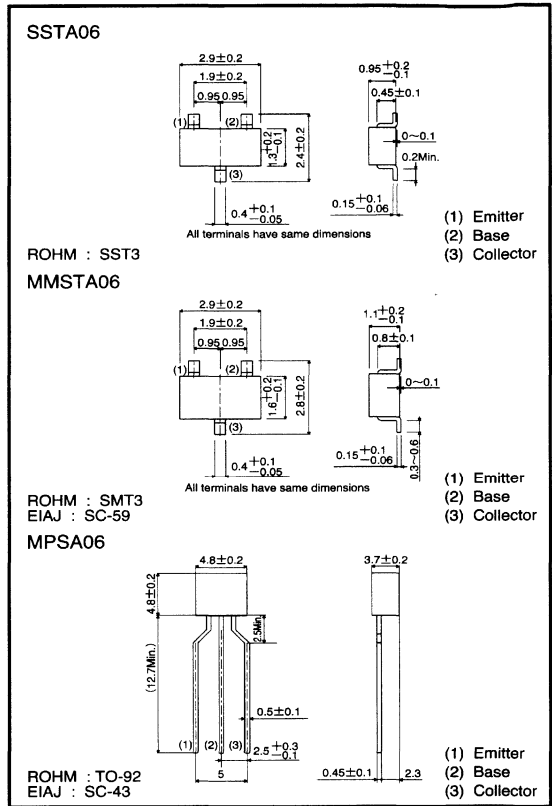 SSTA06
2.9±0.2
1.9±0.2
0.95 0.95
(1)
(2)
(3)
1.3+0.2−0.1
2.4±0.2
0.4+0.1−0.05
All terminals have same dimensions
0.95+0.2−0.1
0.45±0.1
0~0.1
0.2Min.
0.15+0.1−0.06
(1) Emitter
(2) Base
(3) Collector
ROHM : SST3
MMSTA06
2.9±0.2
1.9±0.2
0.95 0.95
(1)
(2)
(3)
1.6+0.2−0.1
2.8±0.2
0.4+0.1−0.05
All terminals have same dimensions
1.1+0.2−0.1
0.8±0.1
0~0.1
0.15+0.1−0.06
0.3~0.6
(1) Emitter
(2) Base
(3) Collector
ROHM : SMT3
EIAJ : SC-59
MPSA06
4.8±0.2
4.8±0.2
(12.7Min.)
2.5Min.
0.5±0.1
(1)
(2)
(3)
2.5+0.3−0.1
5
3.7±0.2
0.45±0.1
2.3
(1) Emitter
(2) Base
(3) Collector
ROHM : TO-92
EIAJ : SC-43